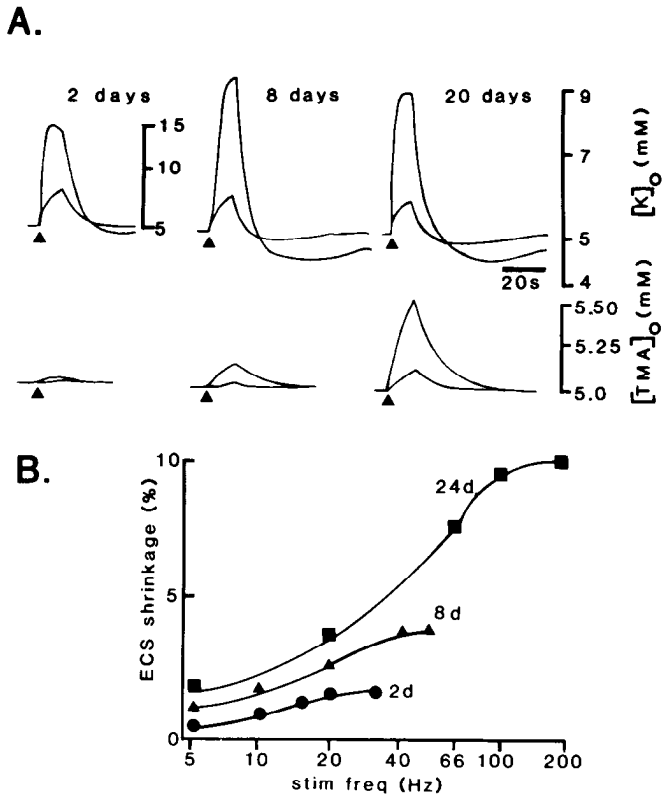 A.
2 days
8 days
20 days
15
10
5
9
7
5
4
[K]o (mM)
20s
5.50
5.25
5.0
[TMA]o (mM)
B.
10
5
0
ECS shrinkage (%)
24d.
8d
2d
5 10 20 40 66 100 200
stim freq (Hz)